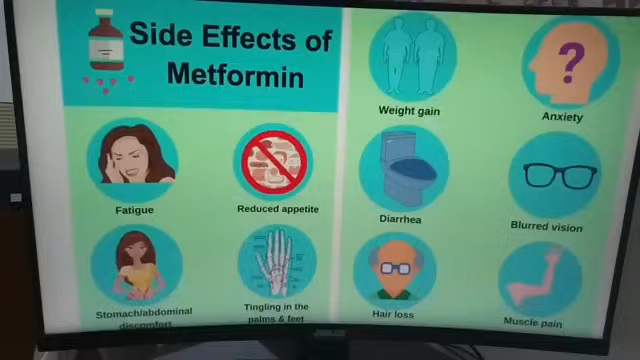 Side Effects of
Metformin
Fatigue
Reduced appetite
Stomach/abdominal
discomfort
Tingling in the
palms & feet
Weight gain
Anxiety
?
Diarrhea
Blurred vision
Hair loss
Muscle pain